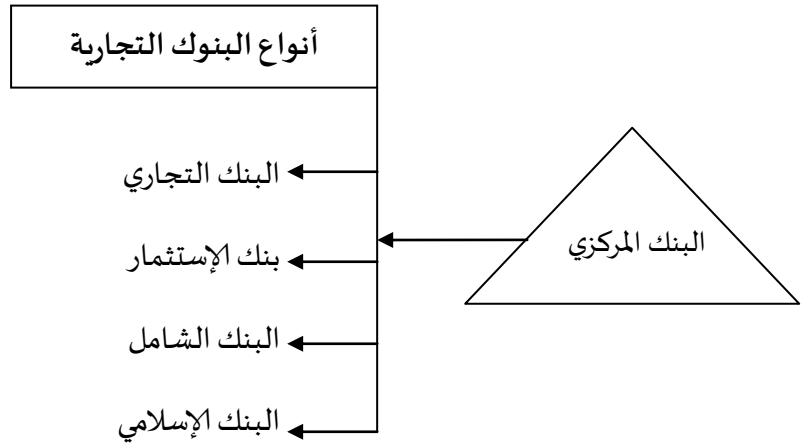 أنواع البنوك التجارية
البنك التجاري
البنك المركزي
بنك الإستثمار
البنك الشامل
البنك الإسلامي